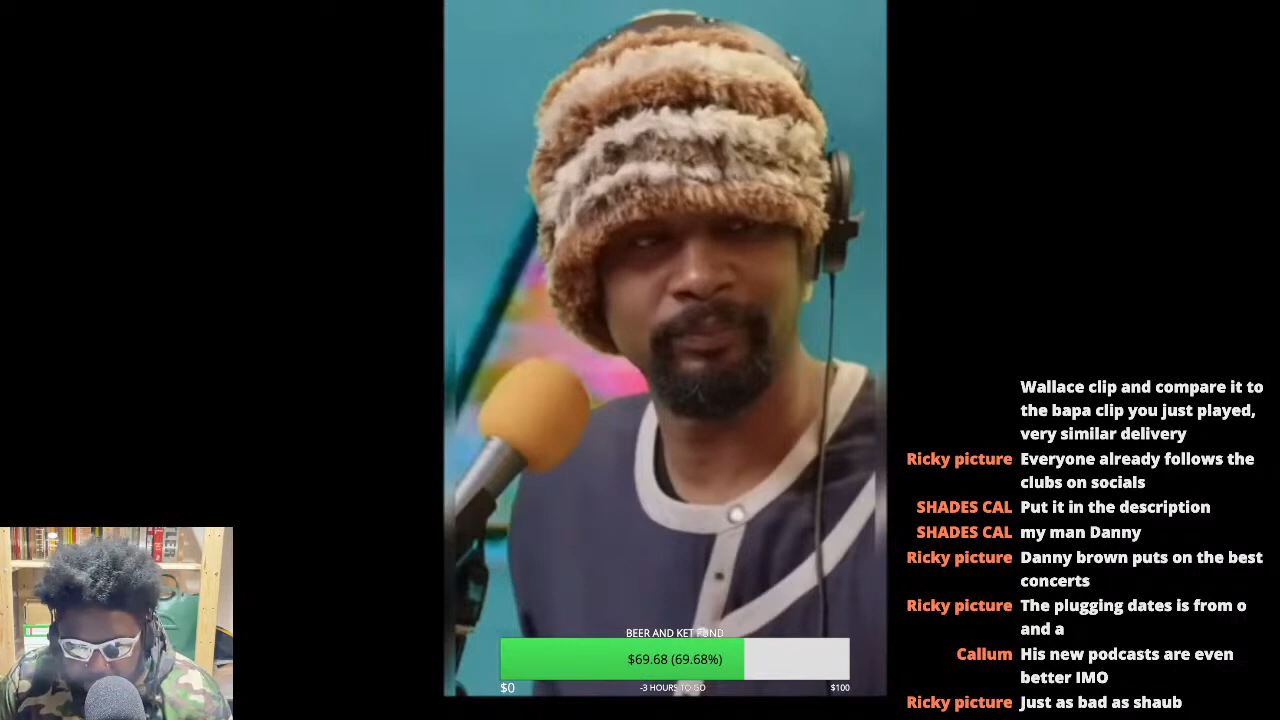 Wallace clip and compare it to
the bapa clip you just played,
very similar delivery
Ricky picture Everyone already follows the
clubs on socials
SHADES CAL Put it in the description
SHADES CAL my man Danny
Ricky picture Danny brown puts on the best
concerts
Ricky picture The plugging dates is from o
and a
Callum His new podcasts are even
better IMO
Ricky picture Just as bad as shaub
BEER AND KET FUND
$69.68 (69.68%)
$0 -3 HOURS TO GO $100